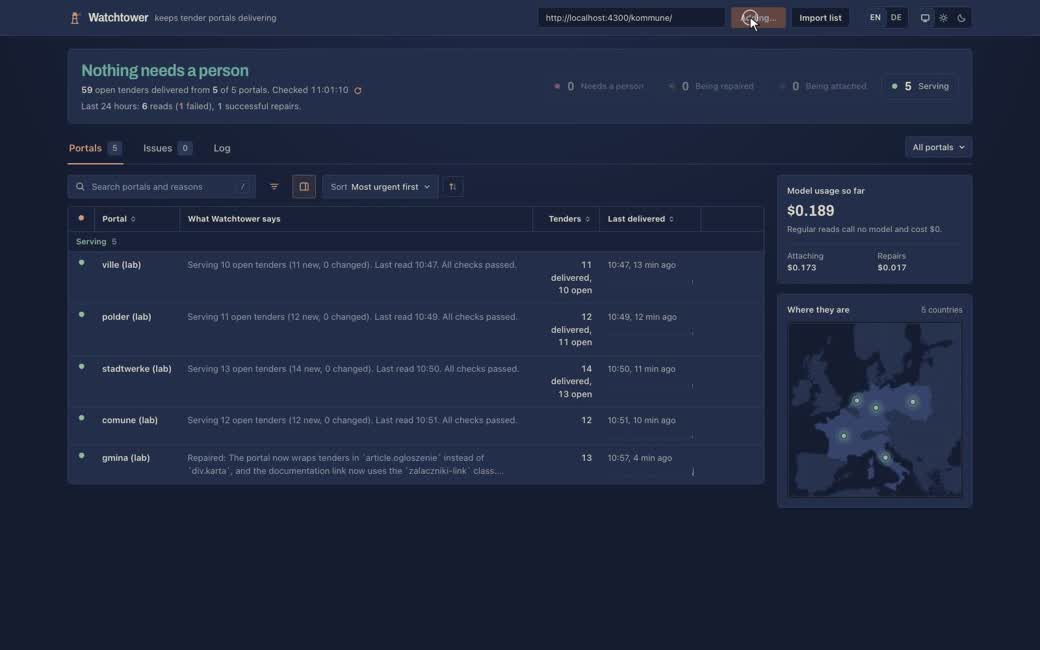 Watchtower keeps tender portals delivering
http://localhost:4300/kommune/
Import list
EN DE
Nothing needs a person
59 open tenders delivered from 5 of 5 portals. Checked 11:01:10
Last 24 hours: 6 reads (1 failed), 1 successful repairs.
0 Needs a person
0 Being repaired
0 Being attached
5 Serving
Portals 5
Issues 0
Log
All portals
Search portals and reasons /
Sort Most urgent first
Portal What Watchtower says Tenders Last delivered
Serving 5
ville (lab) Serving 10 open tenders (11 new, 0 changed). Last read 10:47. All checks passed. 11 delivered, 10 open 10:47, 13 min ago
polder (lab) Serving 11 open tenders (12 new, 0 changed). Last read 10:49. All checks passed. 12 delivered, 11 open 10:49, 12 min ago
stadtwerke (lab) Serving 13 open tenders (14 new, 0 changed). Last read 10:50. All checks passed. 14 delivered, 13 open 10:50, 11 min ago
comune (lab) Serving 12 open tenders (12 new, 0 changed). Last read 10:51. All checks passed. 12 10:51, 10 min ago
gmina (lab) Repaired: The portal now wraps tenders in `article.ogloszenie` instead of 13 10:57, 4 min ago
`div.karta`, and the documentation link now uses the `zalaczniki-link` class....
Model usage so far
$0.189
Regular reads call no model and cost $0.
Attaching Repairs
$0.173 $0.017
Where they are 5 countries